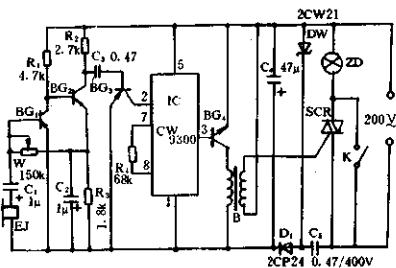 2CW21
R₂
2.7k
R₁
4.7k
C₃ 0.47
BG₂
BG₃
BG₁
5
IC
2
7
CW
9300
3
8
1
BG₄
C₄
47μ
+
DW
ZD
SCR
200V
K
W
150k
R₄
68k
C₁
1μ
+
C₂
1μ
+
R₃
1.8k
EJ
B
D₁
C₅
+
2CP24 0.47/400V